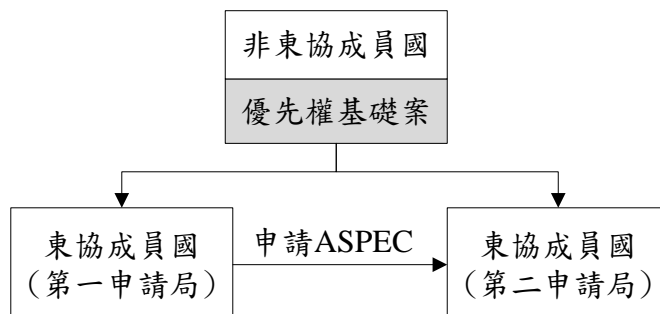 非東協成員國
優先權基礎案
東協成員國
（第一申請局）
申請ASPEC
東協成員國
（第二申請局）